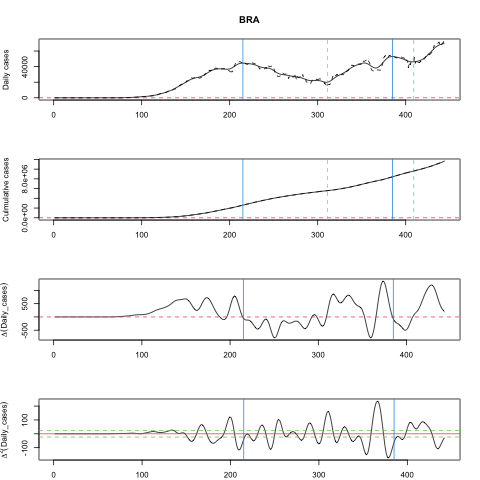 BRA
Daily cases
40000
0
0 100 200 300 400
Culmulative cases
8.0e+06
0.0e+00
0 100 200 300 400
Δ(Daily_cases)
500
-500
0 100 200 300 400
Δ²(Daily_cases)
100
-100
0 100 200 300 400